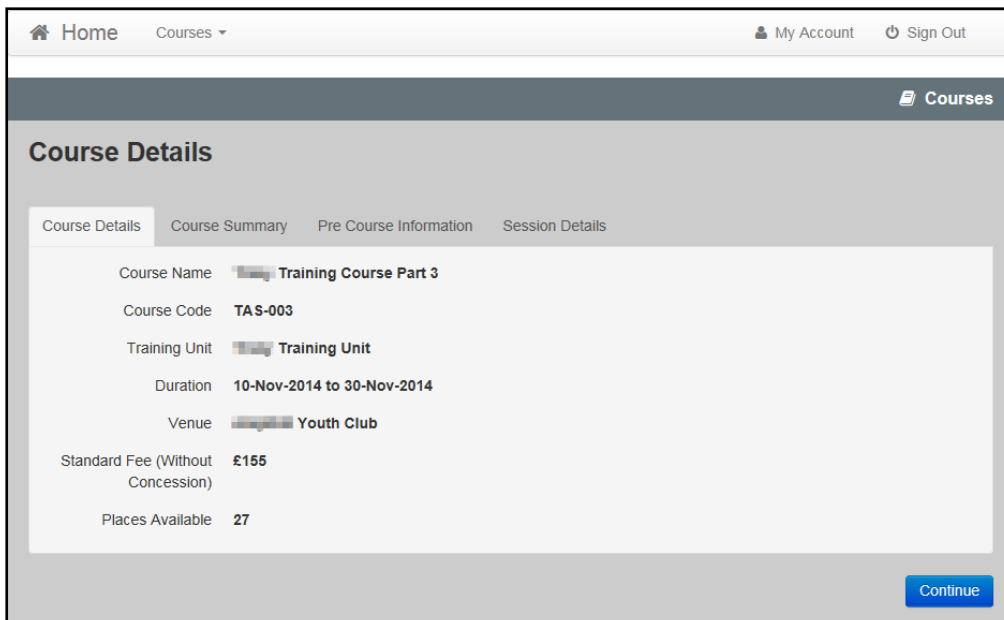 Home Courses My Account Sign Out
Courses
Course Details
Course Details Course Summary Pre Course Information Session Details
Course Name Training Course Part 3
Course Code TAS-003
Training Unit Training Unit
Duration 10-Nov-2014 to 30-Nov-2014
Venue Youth Club
Standard Fee (Without £155
Concession)
Places Available 27
Continue